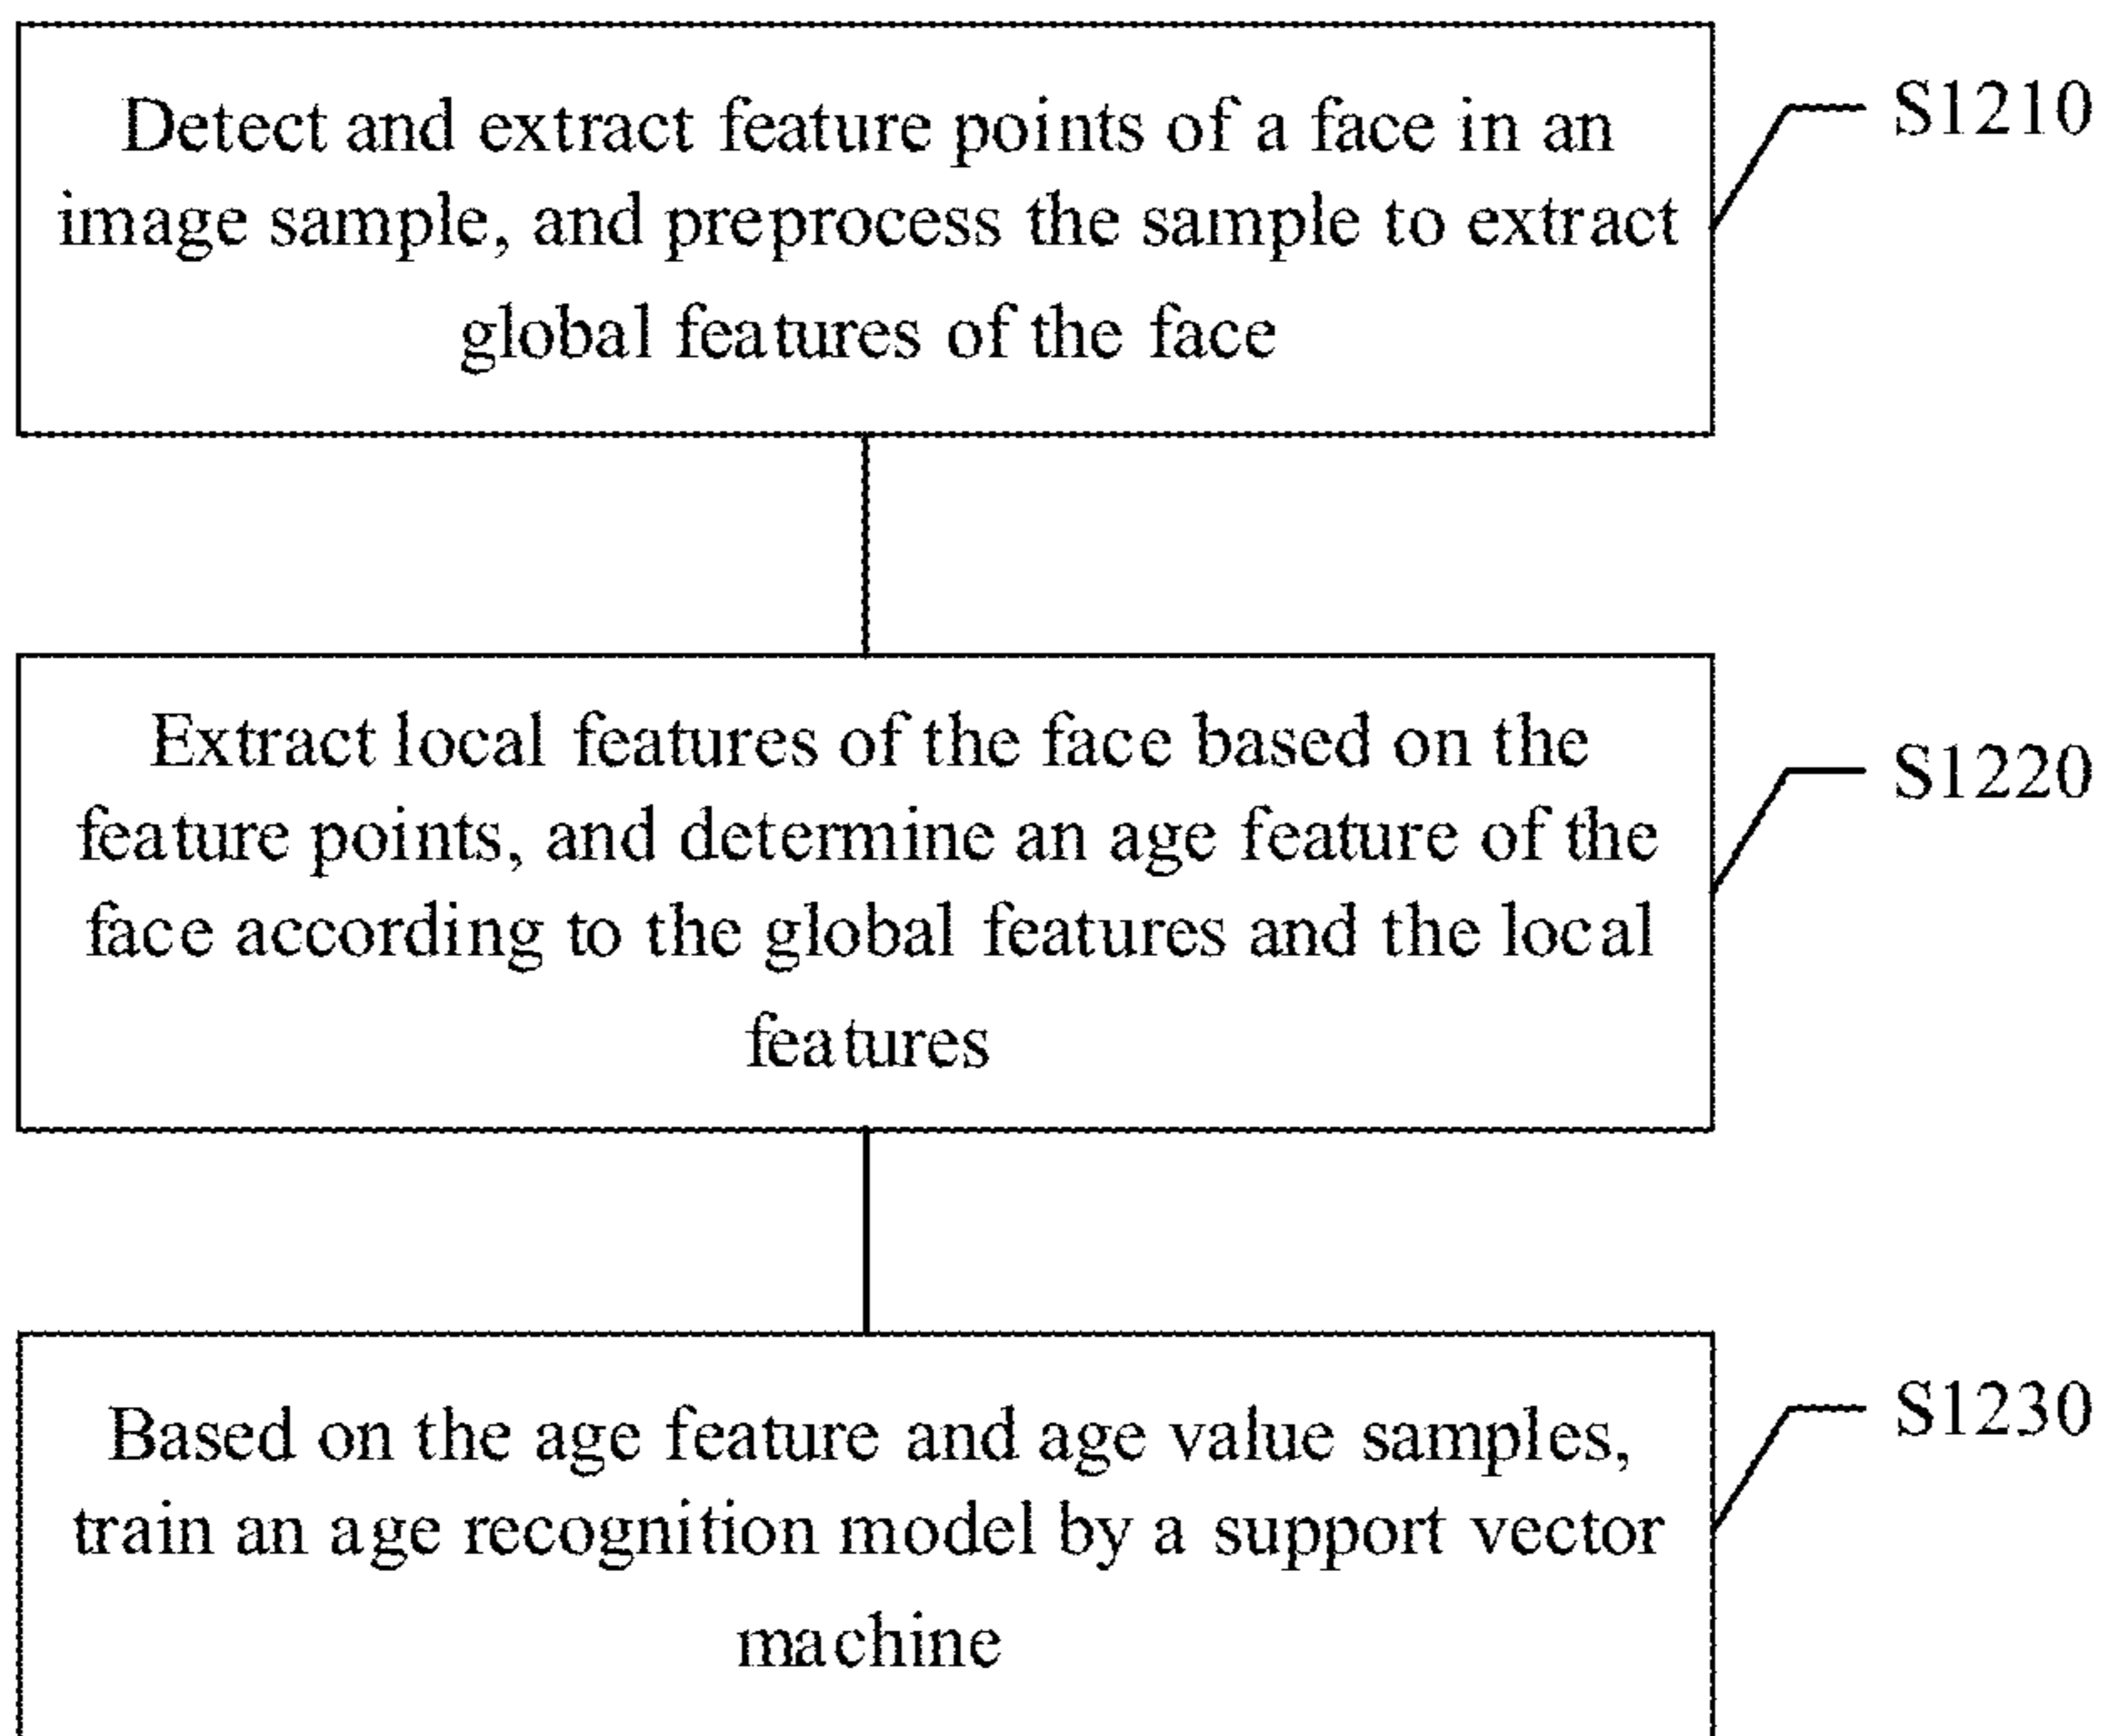 Detect and extract feature points of a face in an
image sample, and preprocess the sample to extract
global features of the face
S1210
Extract local features of the face based on the
feature points, and determine an age feature of the
face according to the global features and the local
features
S1220
Based on the age feature and age value samples,
train an age recognition model by a support vector
machine
S1230